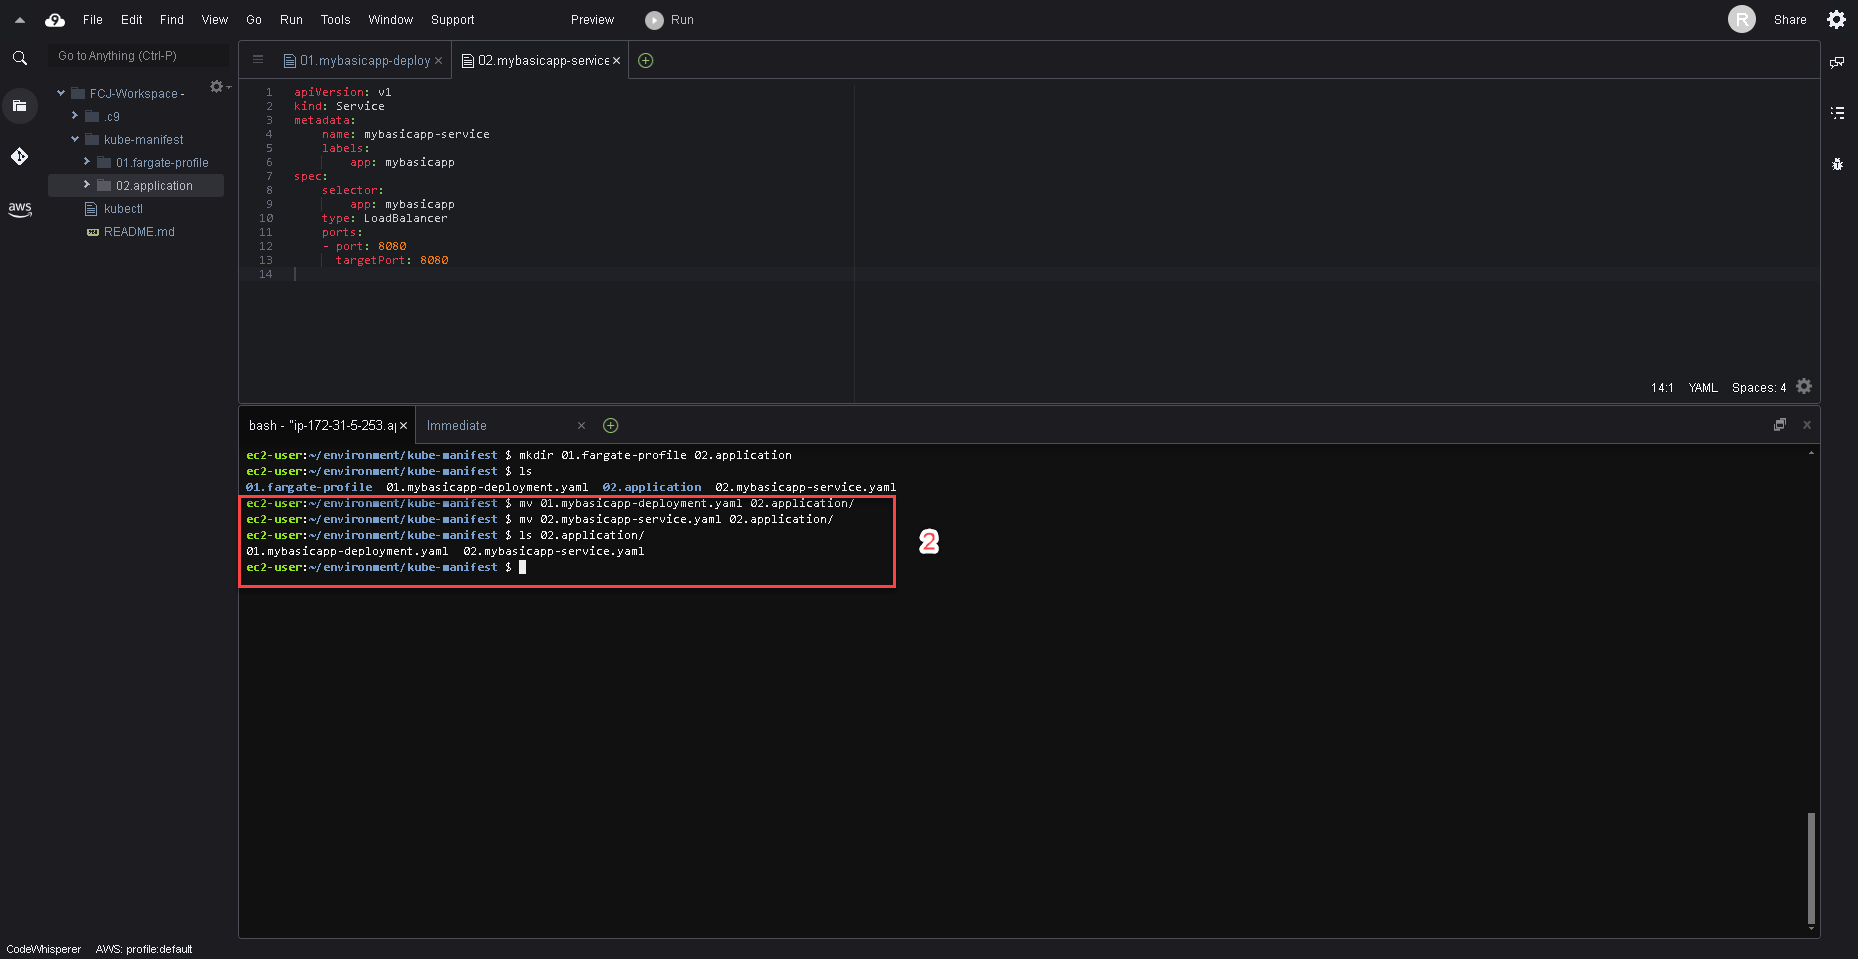 9 File Edit Find View Go Run Tools Window Support Preview Run R Share
Go to Anything (Ctrl-P)
FCJ-Workspace -
.c9
kube-manifest
01.fargate-profile
02.application
kubectl
README.md
aws
01.mybasicapp-deploy 02.mybasicapp-service
1 apiVersion: v1
2 kind: Service
3 metadata:
4 name: mybasicapp-service
5 labels:
6 app: mybasicapp
7 spec:
8 selector:
9 app: mybasicapp
10 type: LoadBalancer
11 ports:
12 - port: 8080
13 targetPort: 8080
14
14:1 YAML Spaces: 4
bash - "ip-172-31-5-253.ap Immediate
ec2-user:~/environment/kube-manifest $ mkdir 01.fargate-profile 02.application
ec2-user:~/environment/kube-manifest $ ls
01.fargate-profile 01.mybasicapp-deployment.yaml 02.application 02.mybasicapp-service.yaml
ec2-user:~/environment/kube-manifest $ mv 01.mybasicapp-deployment.yaml 02.application/
ec2-user:~/environment/kube-manifest $ mv 02.mybasicapp-service.yaml 02.application/
ec2-user:~/environment/kube-manifest $ ls 02.application/
01.mybasicapp-deployment.yaml 02.mybasicapp-service.yaml
ec2-user:~/environment/kube-manifest $
2
CodeWhisperer AWS: profile:default